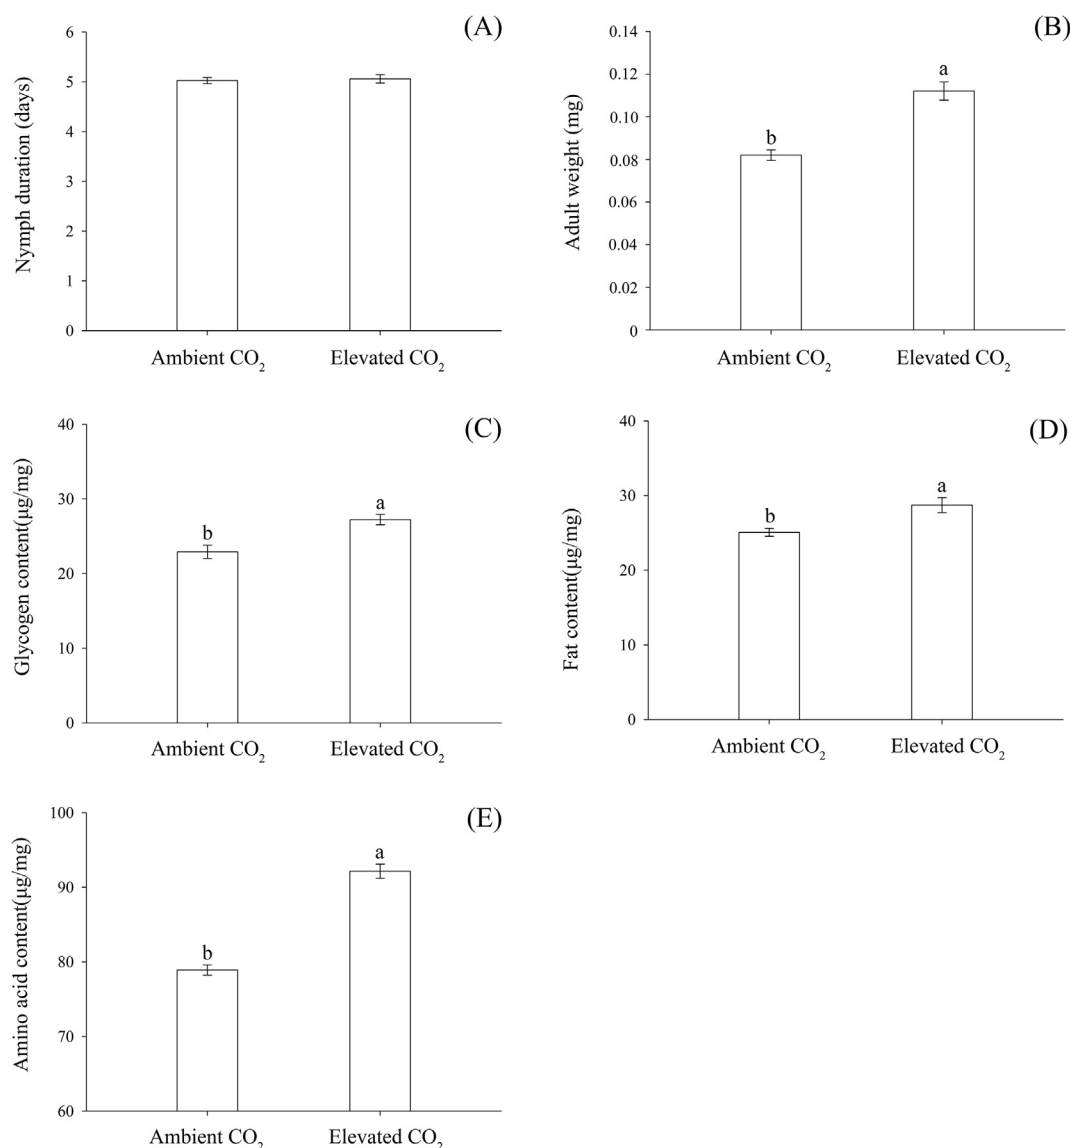 (A)
Nymph duration (days)
6
5
4
3
2
1
0
Ambient CO₂
Elevated CO₂
(B)
Adult weight (mg)
0.14
0.12
0.10
0.08
0.06
0.04
0.02
0
b
a
Ambient CO₂
Elevated CO₂
(C)
Glycogen content(μg/mg)
40
30
20
10
0
b
a
Ambient CO₂
Elevated CO₂
(D)
Fat content(μg/mg)
40
30
20
10
0
b
a
Ambient CO₂
Elevated CO₂
(E)
Amino acid content(μg/mg)
100
90
80
70
60
b
a
Ambient CO₂
Elevated CO₂